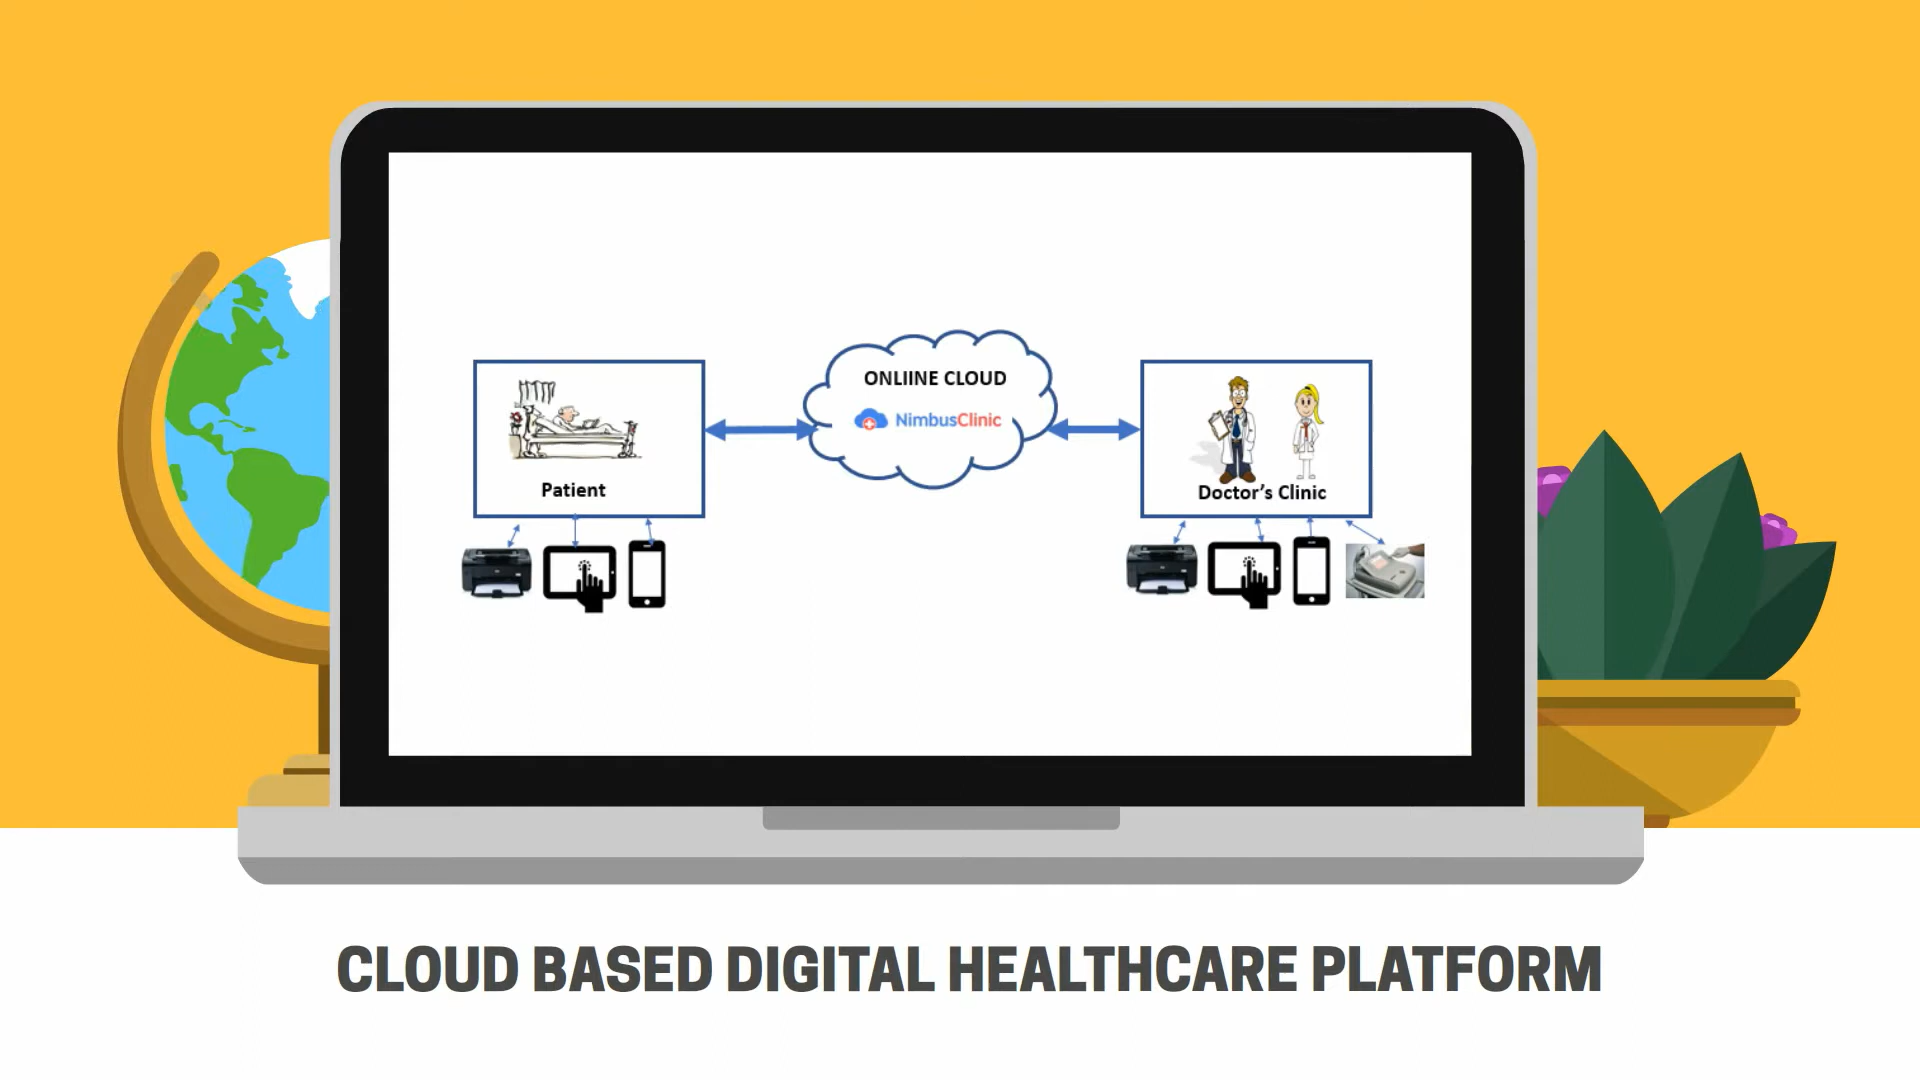 ONLIINE CLOUD
NimbusClinic
Patient
Doctor's Clinic
CLOUD BASED DIGITAL HEALTHCARE PLATFORM